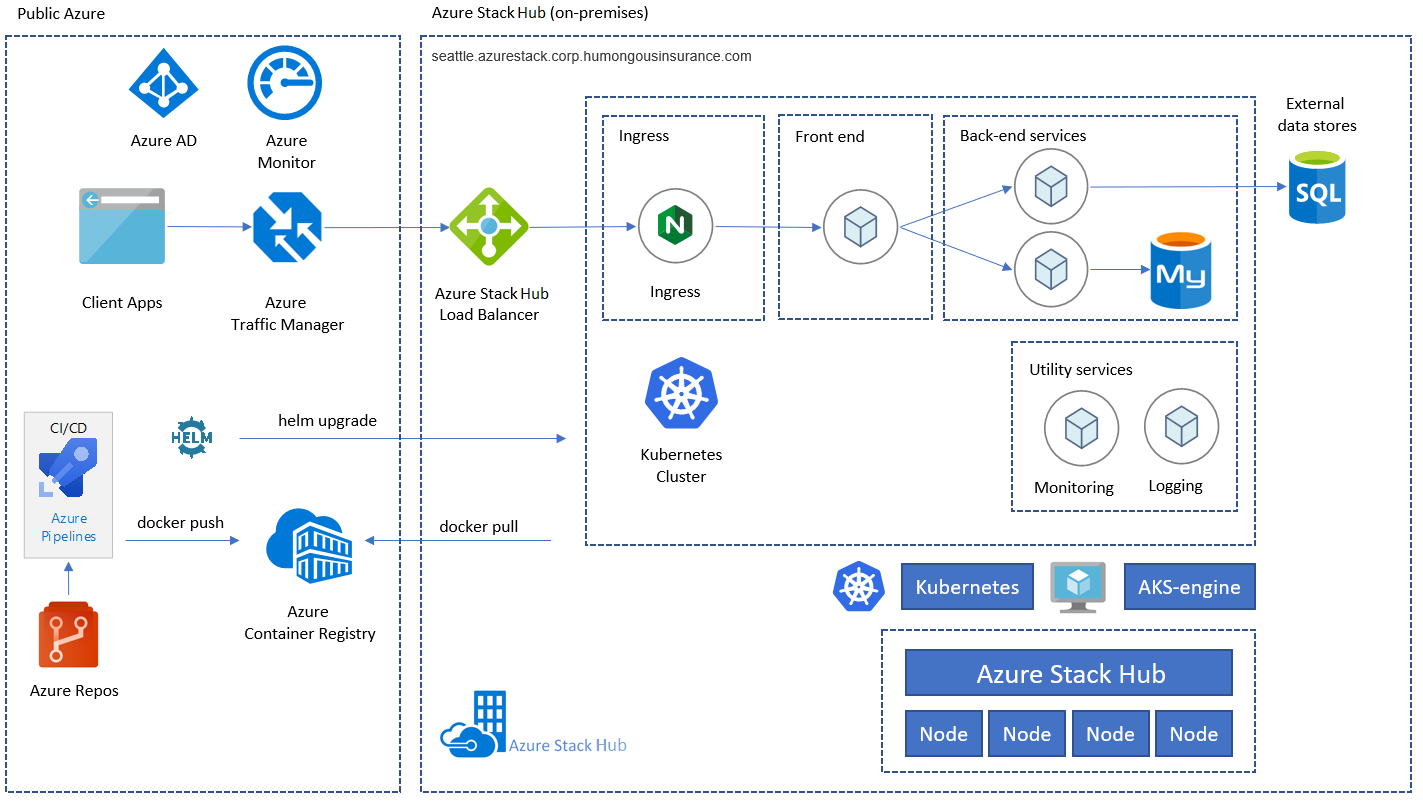 Public Azure
Azure Stack Hub (on-premises)
seattle.azurestack.corp.humongousinsurance.com
Azure AD
Azure
Monitor
Client Apps
Azure
Traffic Manager
Azure Stack Hub
Load Balancer
Ingress
N
Ingress
Front end
Back-end services
My
External
data stores
SQL
Utility services
Monitoring
Logging
Kubernetes
Cluster
CI/CD
Azure
Pipelines
HELM
helm upgrade
docker push
docker pull
Azure
Container Registry
Azure Repos
Kubernetes
AKS-engine
Azure Stack Hub
Node
Node
Node
Node
Azure Stack Hub